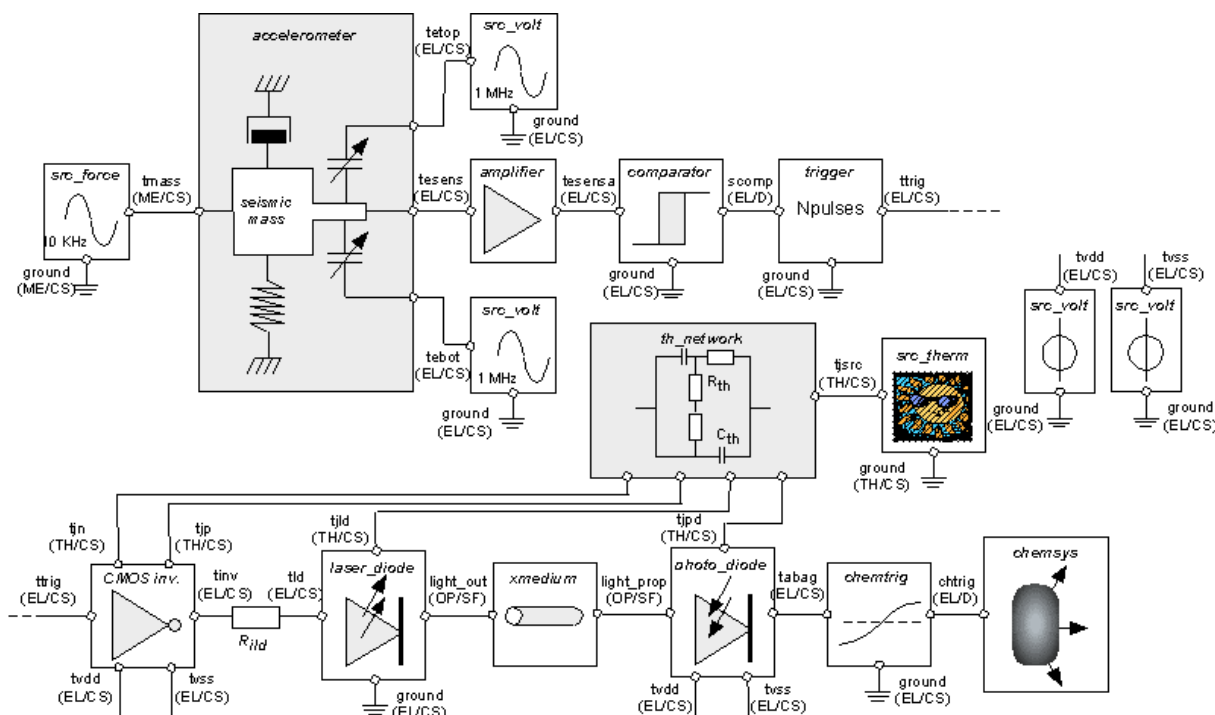 accelerometer
tetop
(EL/CS)
src_volt
1 MHz
ground
(EL/CS)
src_force
10 KHz
tmass
(ME/CS)
ground
(ME/CS)
seismic
mass
tesens
(EL/CS)
amplifier
tesensa
(EL/CS)
comparator
ground
(EL/CS)
scomp
(EL/D)
trigger
Npulses
ground
(EL/CS)
ttrig
(EL/CS)
tebot
(EL/CS)
src_volt
1 MHz
ground
(EL/CS)
tvdd
(EL/CS)
src_volt
ground
(EL/CS)
tvss
(EL/CS)
src_volt
ground
(EL/CS)
th_network
Rth
Cth
tjsrc
(TH/CS)
src_therm
ground
(TH/CS)
tjn
(TH/CS)
tjp
(TH/CS)
tjld
(TH/CS)
tjpd
(TH/CS)
ttrig
(EL/CS)
CMOS inv.
tinv
(EL/CS)
Rild
tld
(EL/CS)
laser_diode
light_out
(OP/SF)
xmedium
light_prop
(OP/SF)
photo_diode
tabag
(EL/CS)
chemtrig
chtrig
(EL/D)
chemsys
tvdd
(EL/CS)
tvss
(EL/CS)
ground
(EL/CS)
tvdd
(EL/CS)
tvss
(EL/CS)
ground
(EL/CS)